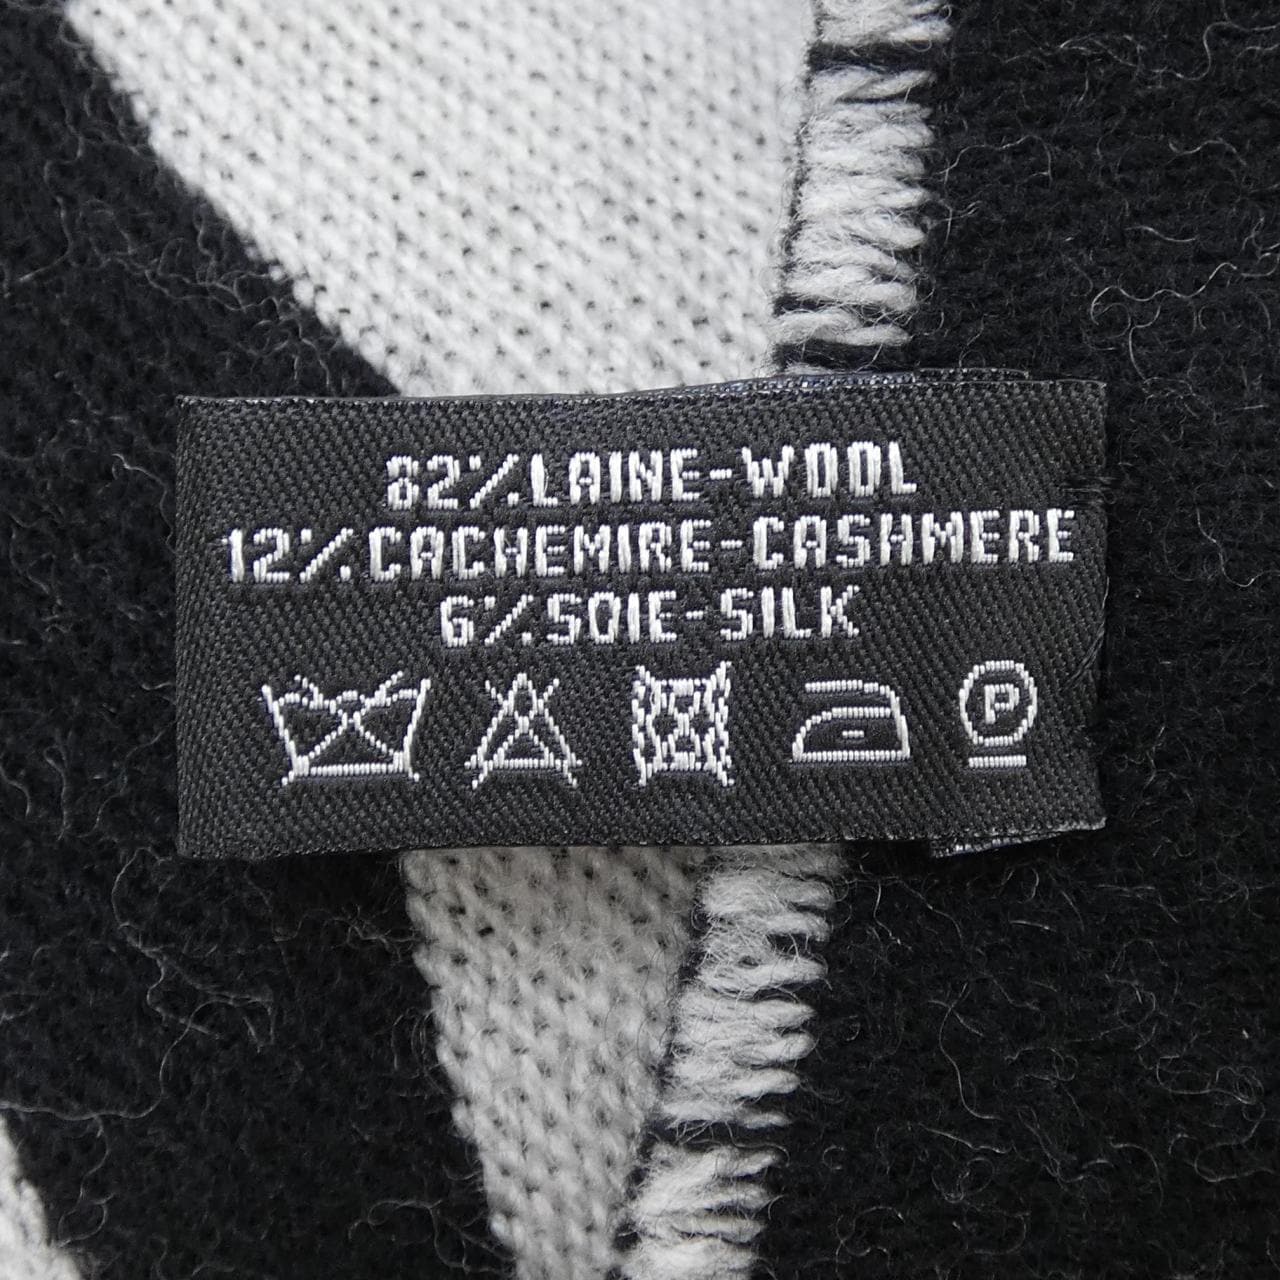 82% LAINE-WOOL
12% CACHEMIRE-CASHMERE
6% SOIE-SILK
P